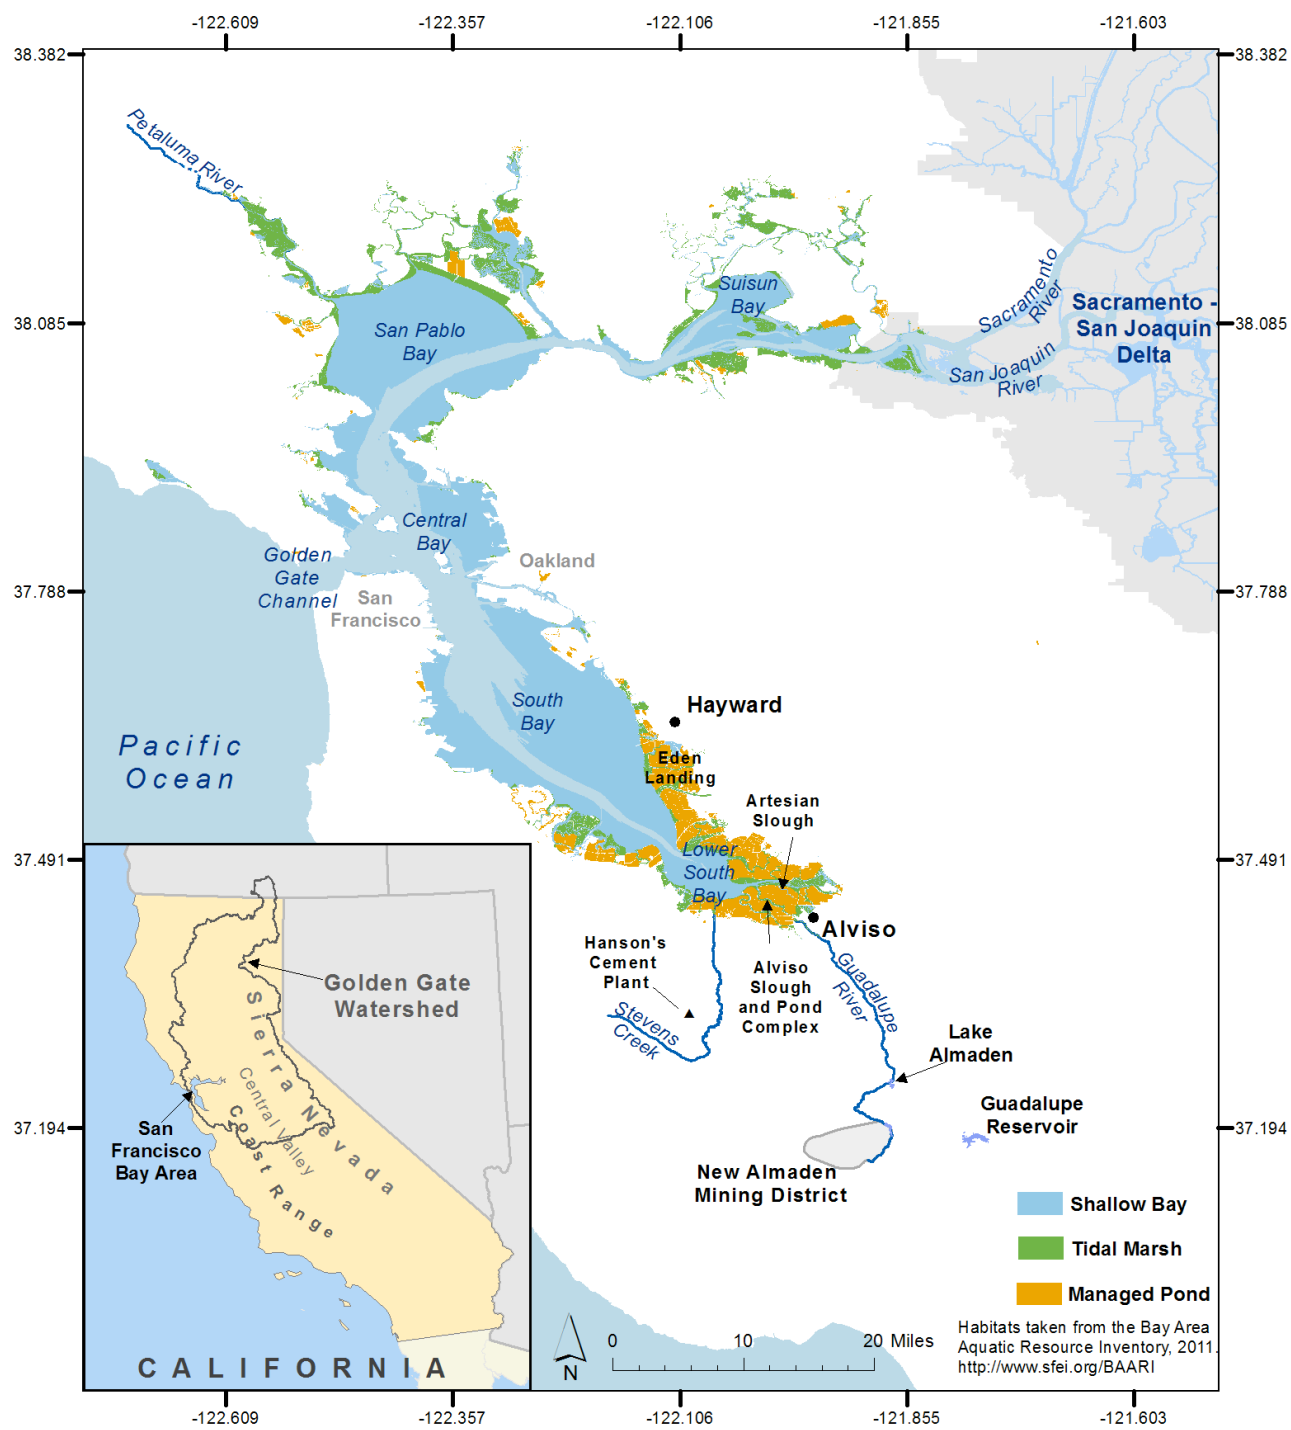 -122.609
-122.357
-122.106
-121.855
-121.603
38.382
38.382
Petaluma River
Suisun
Bay
Sacramento
River
Sacramento -
San Joaquin
Delta
38.085
38.085
San Pablo
Bay
San Joaquin
River
Central
Bay
Golden
Gate
Channel
Oakland
37.788
37.788
San
Francisco
South
Bay
Hayward
Pacific
Ocean
Eden
Landing
Artesian
Slough
37.491
37.491
Lower
South
Bay
Alviso
Hanson's
Cement
Plant
Alviso
Slough
and Pond
Complex
Guadalupe
River
Stevens
Creek
Lake
Almaden
Guadalupe
Reservoir
37.194
37.194
New Almaden
Mining District
Golden Gate
Watershed
Sierra Nevada
Central Valley
Coast Range
San
Francisco
Bay Area
CALIFORNIA
Shallow Bay
Tidal Marsh
Managed Pond
N
0
10
20 Miles
Habitats taken from the Bay Area
Aquatic Resource Inventory, 2011.
http://www.sfei.org/BAARI
-122.609
-122.357
-122.106
-121.855
-121.603